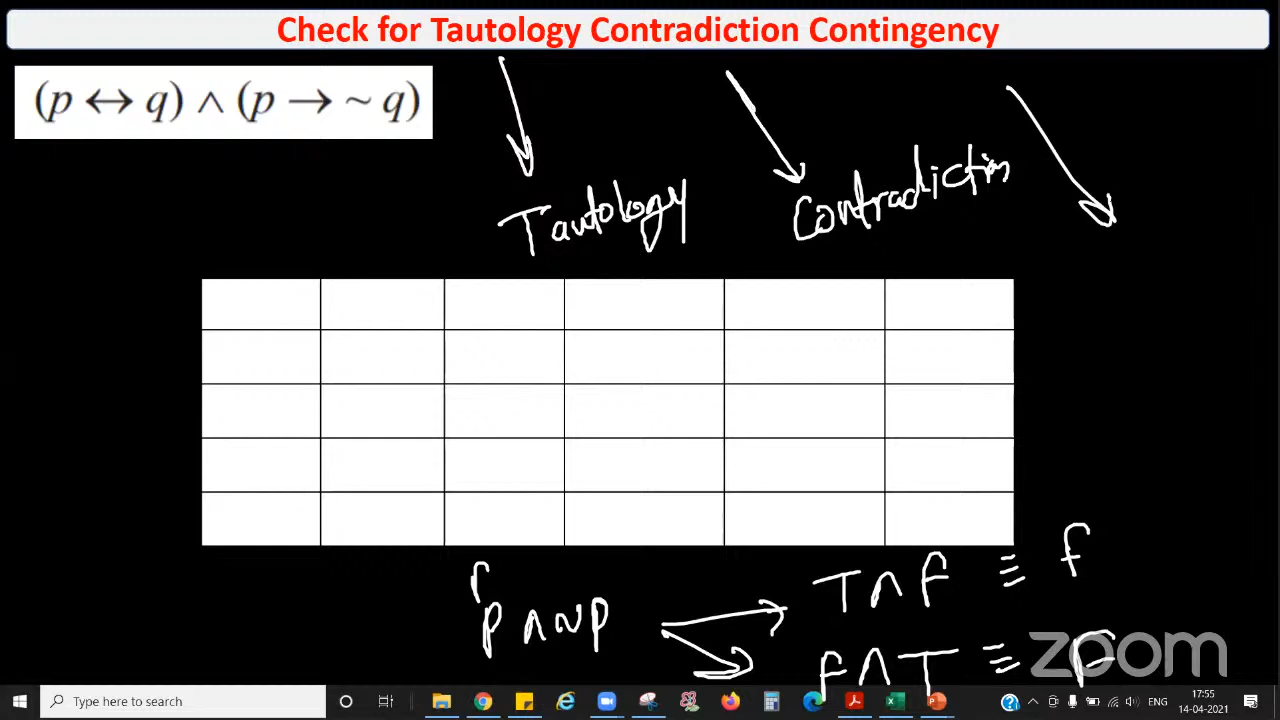 Check for Tautology Contradiction Contingency
(p ↔ q) ∧ (p → ~ q)
Tautology Contradiction
p ∧ ~p
T ∧ F ≡ f
F ∧ T ≡ F
zoom
Type here to search
ENG
17:55
14-04-2021